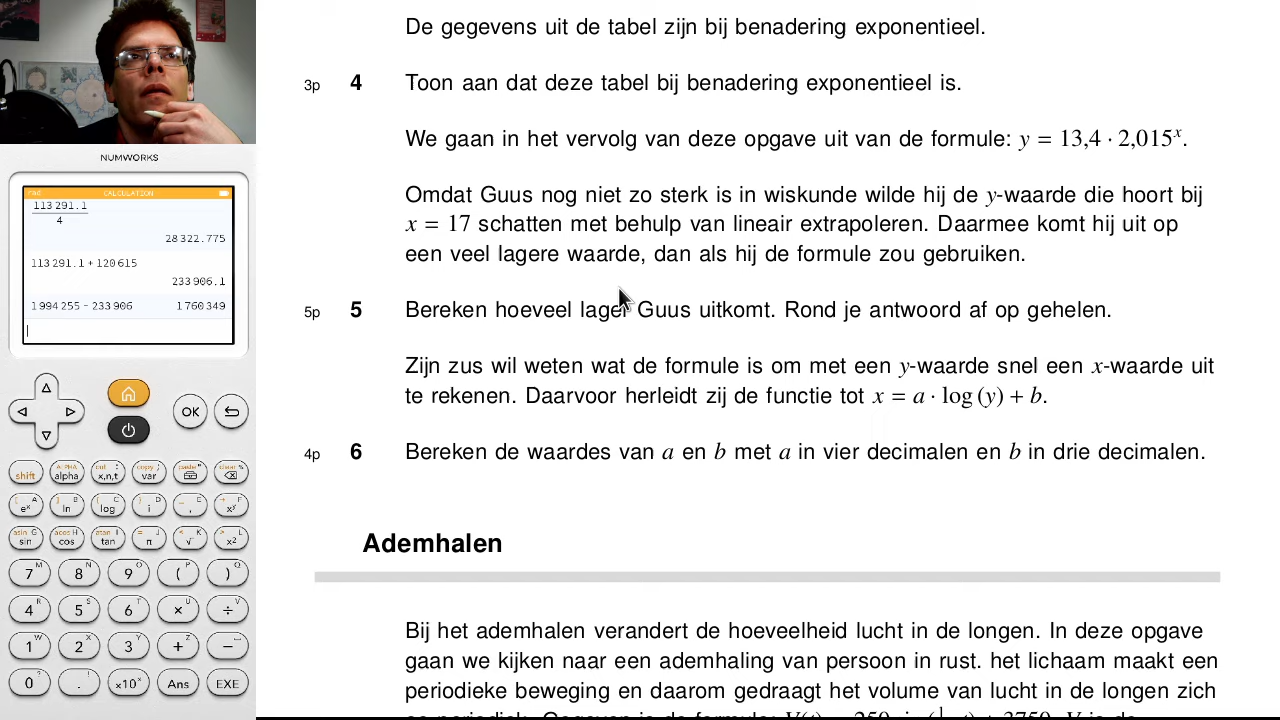 De gegevens uit de tabel zijn bij benadering exponentieel.
3p 4 Toon aan dat deze tabel bij benadering exponentieel is.
We gaan in het vervolg van deze opgave uit van de formule: y = 13,4 · 2,015^x.
Omdat Guus nog niet zo sterk is in wiskunde wilde hij de y-waarde die hoort bij
x = 17 schatten met behulp van lineair extrapoleren. Daarmee komt hij uit op
een veel lagere waarde, dan als hij de formule zou gebruiken.
5p 5 Bereken hoeveel lager Guus uitkomt. Rond je antwoord af op gehelen.
Zijn zus wil weten wat de formule is om met een y-waarde snel een x-waarde uit
te rekenen. Daarvoor herleidt zij de functie tot x = a · log (y) + b.
4p 6 Bereken de waardes van a en b met a in vier decimalen en b in drie decimalen.
Ademhalen
Bij het ademhalen verandert de hoeveelheid lucht in de longen. In deze opgave
gaan we kijken naar een ademhaling van persoon in rust. het lichaam maakt een
periodieke beweging en daarom gedraagt het volume van lucht in de longen zich
NUMWORKS
rad CALCULATION
113 291.1
4
28 322.775
113 291.1 + 120 615
233 906.1
1 994 255 − 233 906 1 760 349
OK
shift alpha x,n,t var
e^x ln log i , x^y
sin cos tan π √ x²
7 8 9 ( )
4 5 6 × ÷
1 2 3 + −
0 . ×10^x Ans EXE